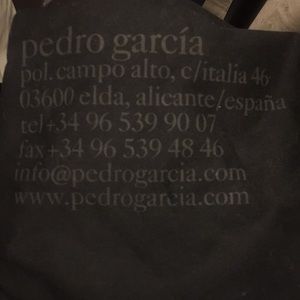 pedro garcía
pol. campo alto, c/italia 46
03600 elda, alicante/españa
tel+34 96 539 90 07
fax+34 96 539 48 46
info@pedrogarcia.com
www.pedrogarcia.com